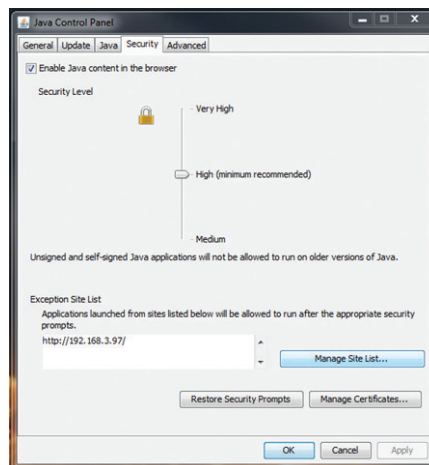 Java Control Panel
General Update Java Security Advanced
Enable Java content in the browser
Security Level
Very High
High (minimum recommended)
Medium
Unsigned and self-signed Java applications will not be allowed to run on older versions of Java.
Exception Site List
Applications launched from sites listed below will be allowed to run after the appropriate security
prompts.
http://192.168.3.97/
Manage Site List...
Restore Security Prompts Manage Certificates...
OK Cancel Apply